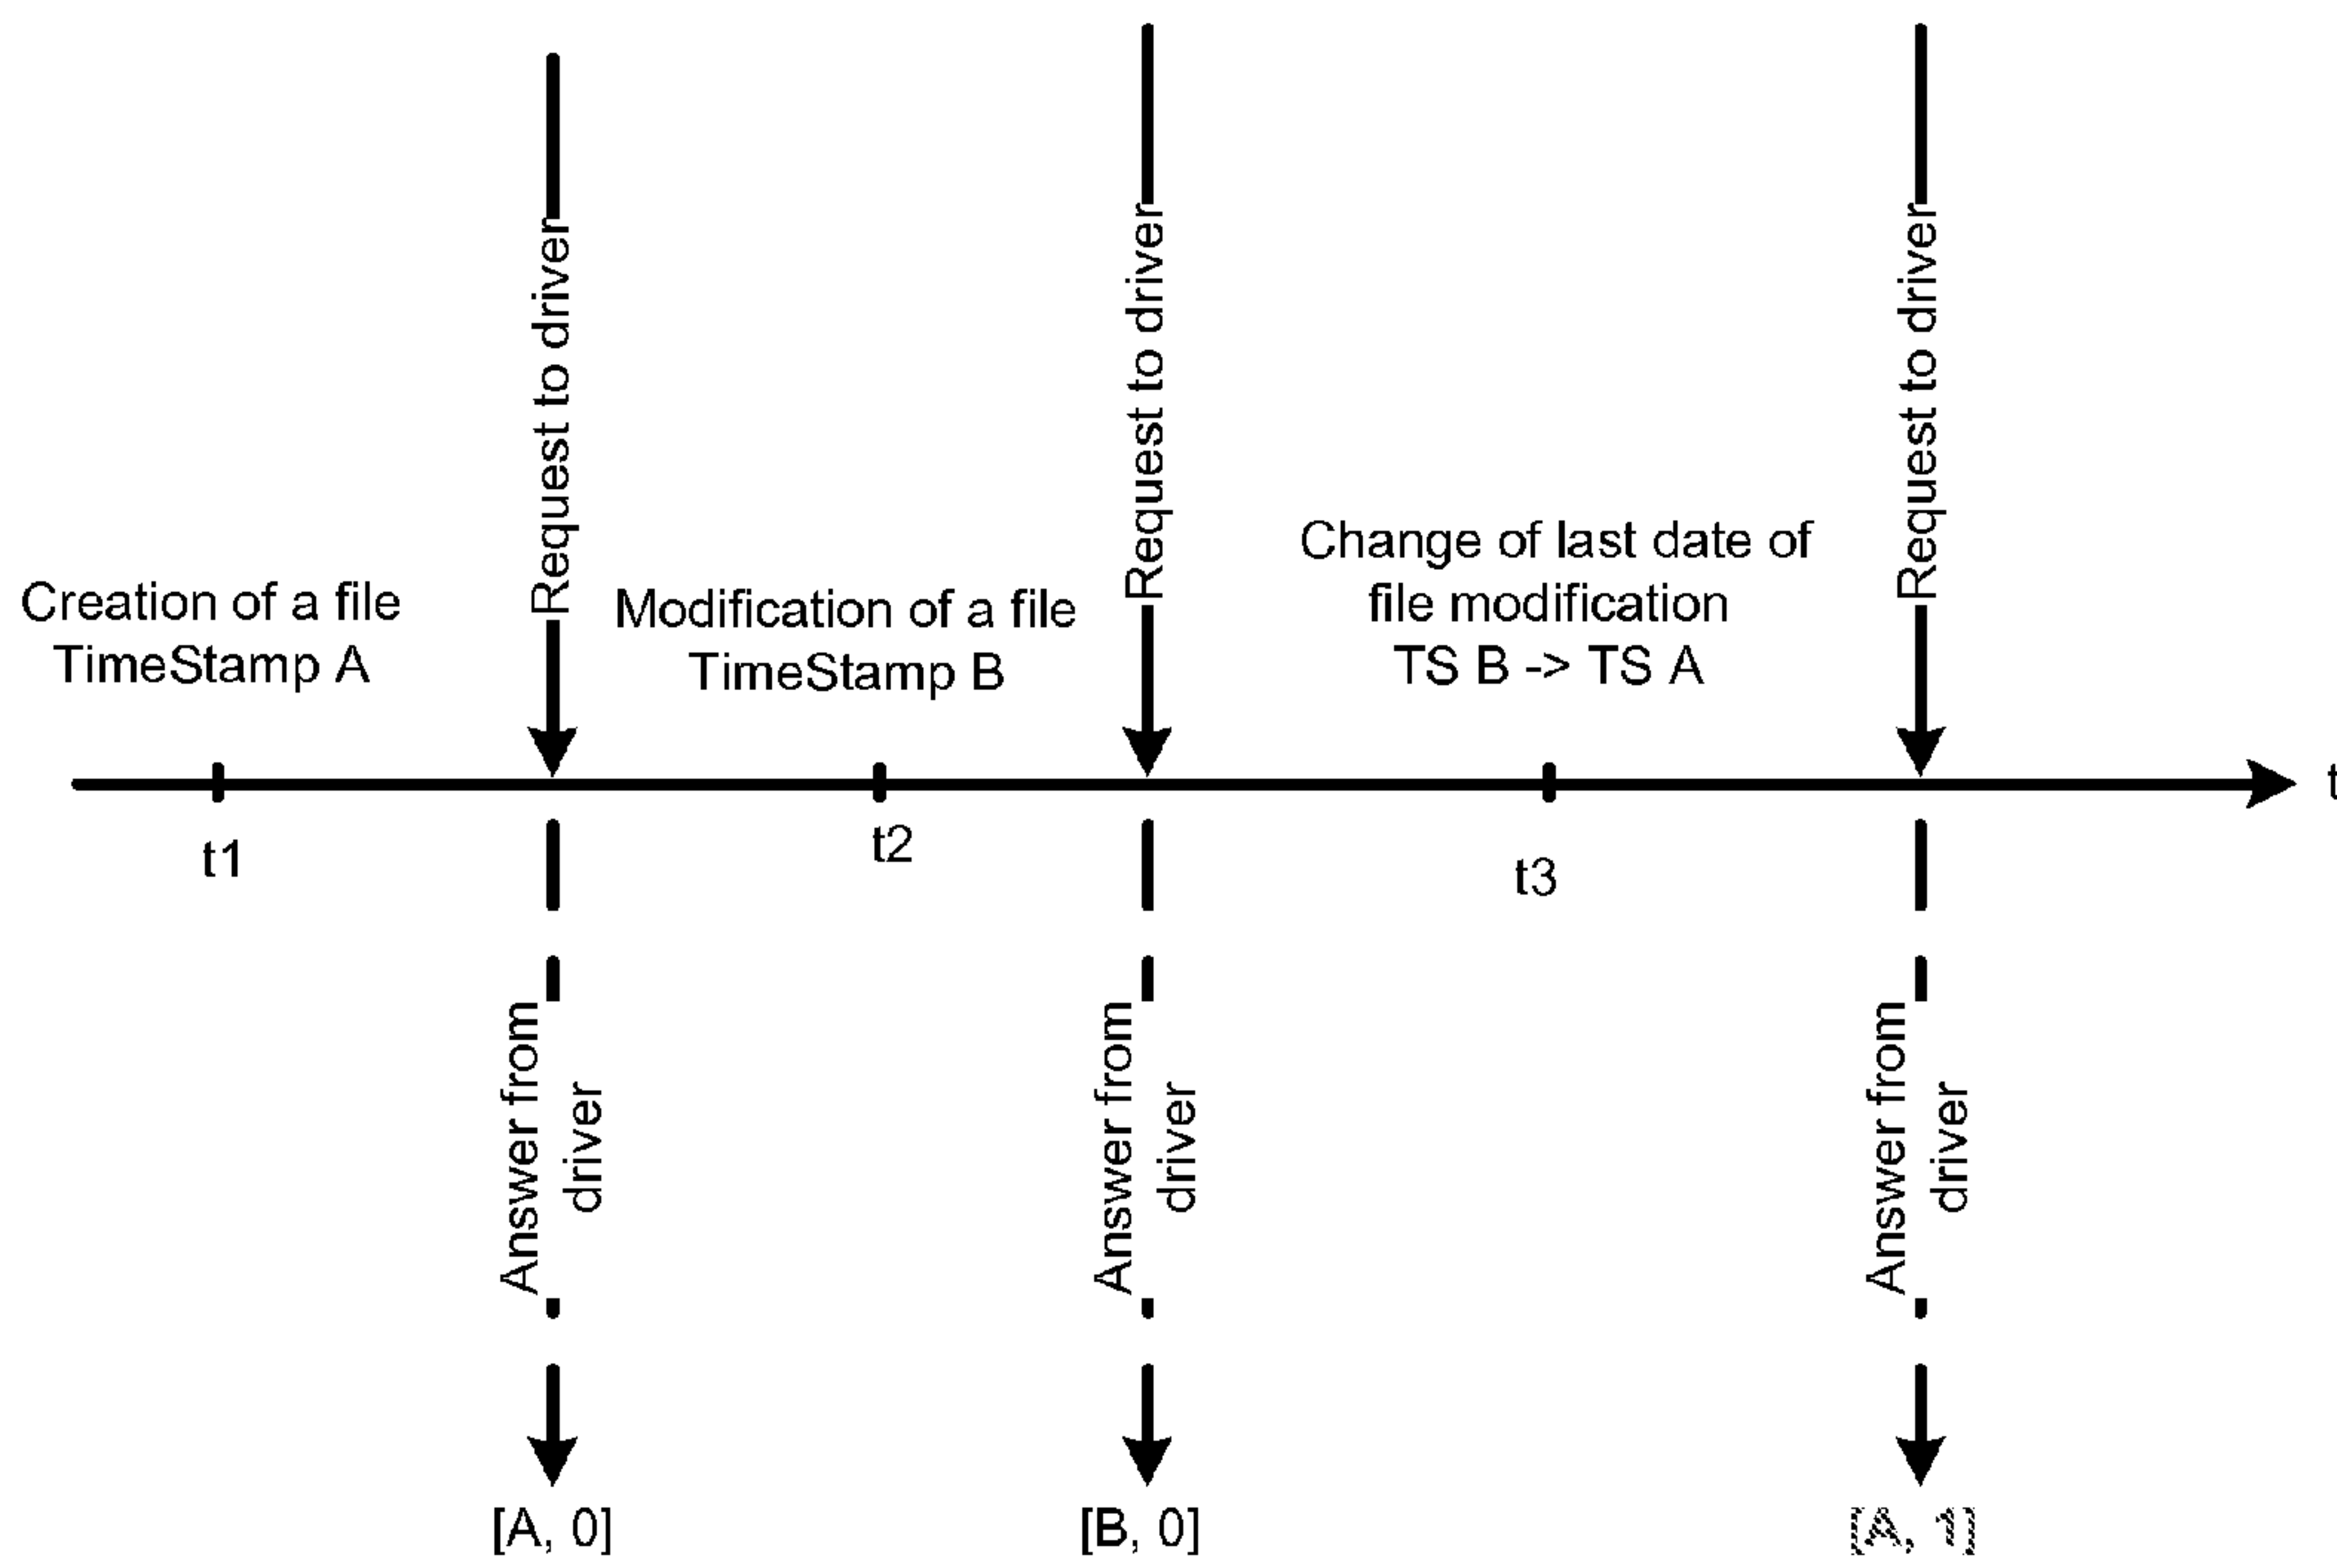 Request to driver
Request to driver
Request to driver
Creation of a file
TimeStamp A
Modification of a file
TimeStamp B
Change of last date of
file modification
TS B -> TS A
t
t1
t2
t3
Answer from
driver
Answer from
driver
Answer from
driver
[A, 0]
[B, 0]
[A, 1]